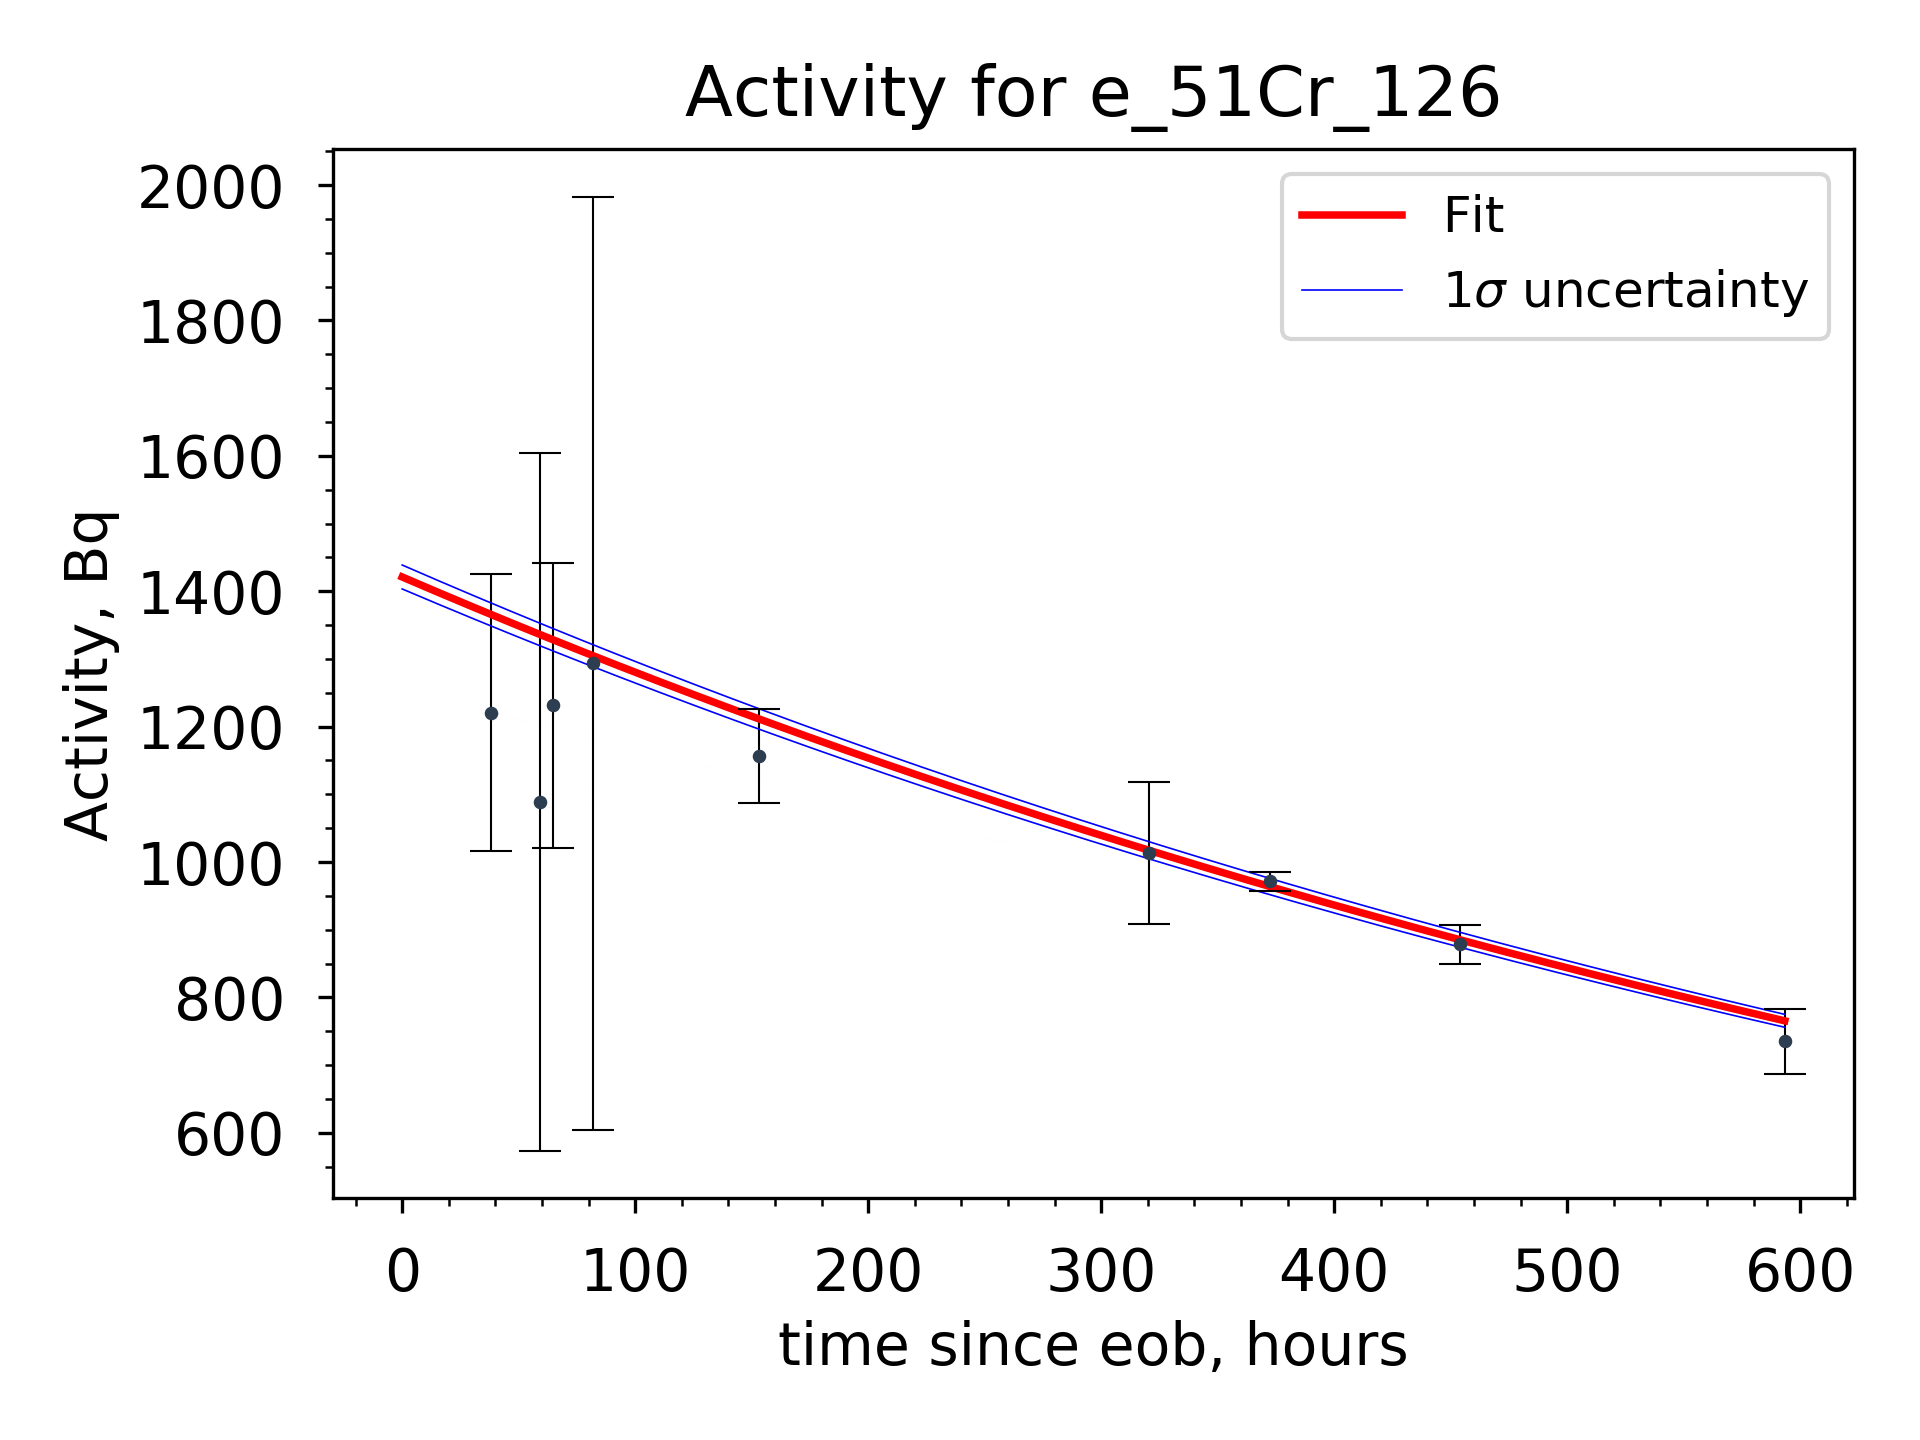 Activity for e_51Cr_126
Fit
1σ uncertainty
Activity, Bq
2000
1800
1600
1400
1200
1000
800
600
0 100 200 300 400 500 600
time since eob, hours